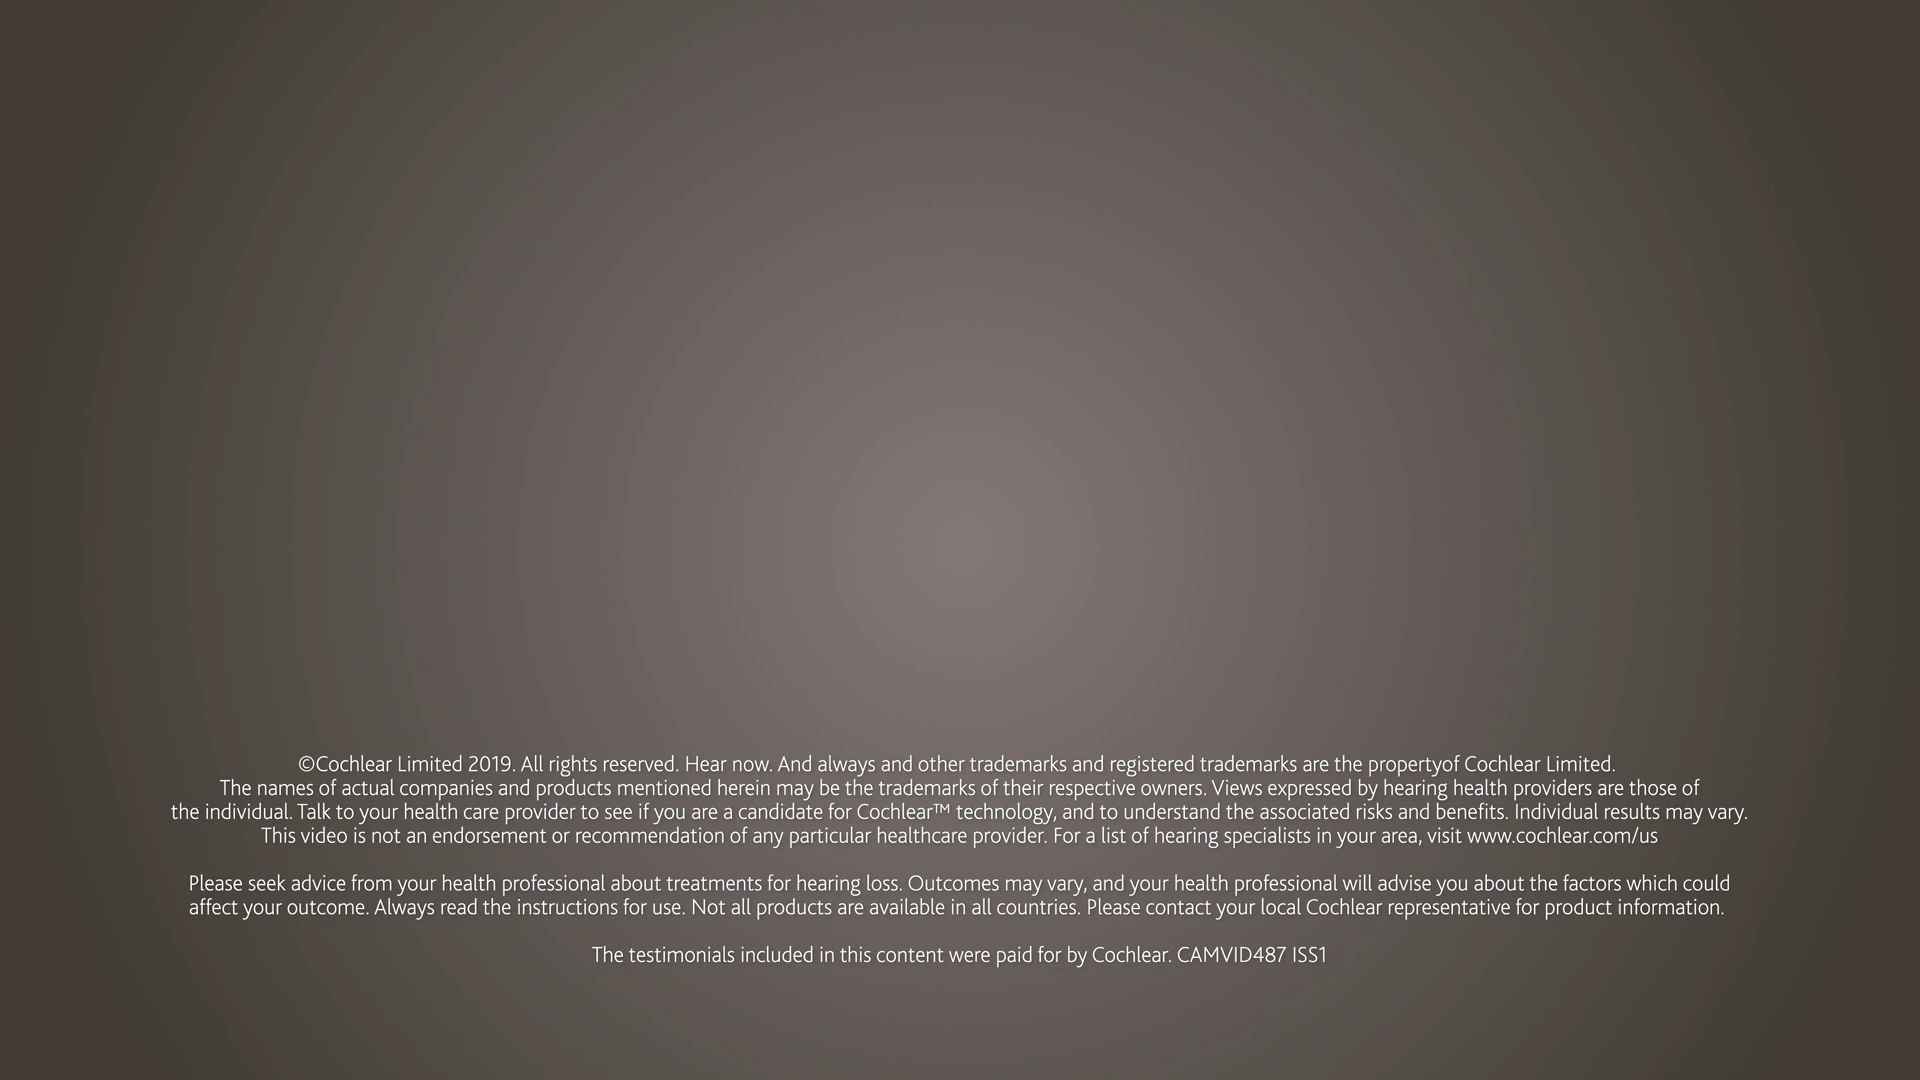 ©Cochlear Limited 2019. All rights reserved. Hear now. And always and other trademarks and registered trademarks are the propertyof Cochlear Limited.
The names of actual companies and products mentioned herein may be the trademarks of their respective owners. Views expressed by hearing health providers are those of
the individual. Talk to your health care provider to see if you are a candidate for Cochlear™ technology, and to understand the associated risks and benefits. Individual results may vary.
This video is not an endorsement or recommendation of any particular healthcare provider. For a list of hearing specialists in your area, visit www.cochlear.com/us
Please seek advice from your health professional about treatments for hearing loss. Outcomes may vary, and your health professional will advise you about the factors which could
affect your outcome. Always read the instructions for use. Not all products are available in all countries. Please contact your local Cochlear representative for product information.
The testimonials included in this content were paid for by Cochlear. CAMVID487 ISS1